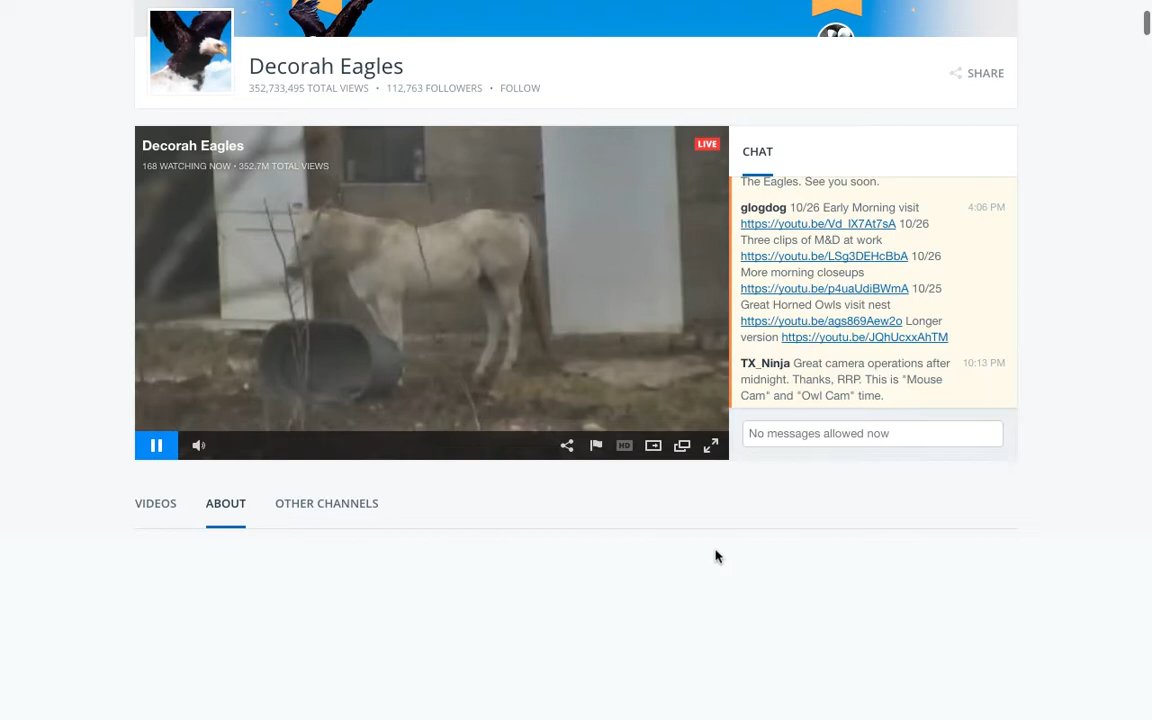 Decorah Eagles
352,733,495 TOTAL VIEWS • 112,763 FOLLOWERS • FOLLOW
SHARE
Decorah Eagles
LIVE
168 WATCHING NOW • 352.7M TOTAL VIEWS
CHAT
The Eagles. See you soon.
glogdog 10/26 Early Morning visit 4:06 PM
https://youtu.be/Vd_IX7At7sA 10/26
Three clips of M&D at work
https://youtu.be/LSg3DEHcBbA 10/26
More morning closeups
https://youtu.be/p4uaUdiBWmA 10/25
Great Horned Owls visit nest
https://youtu.be/ags869Aew2o Longer
version https://youtu.be/JQhUcxxAhTM
TX_Ninja Great camera operations after 10:13 PM
midnight. Thanks, RRP. This is "Mouse
Cam" and "Owl Cam" time.
No messages allowed now
HD
VIDEOS ABOUT OTHER CHANNELS